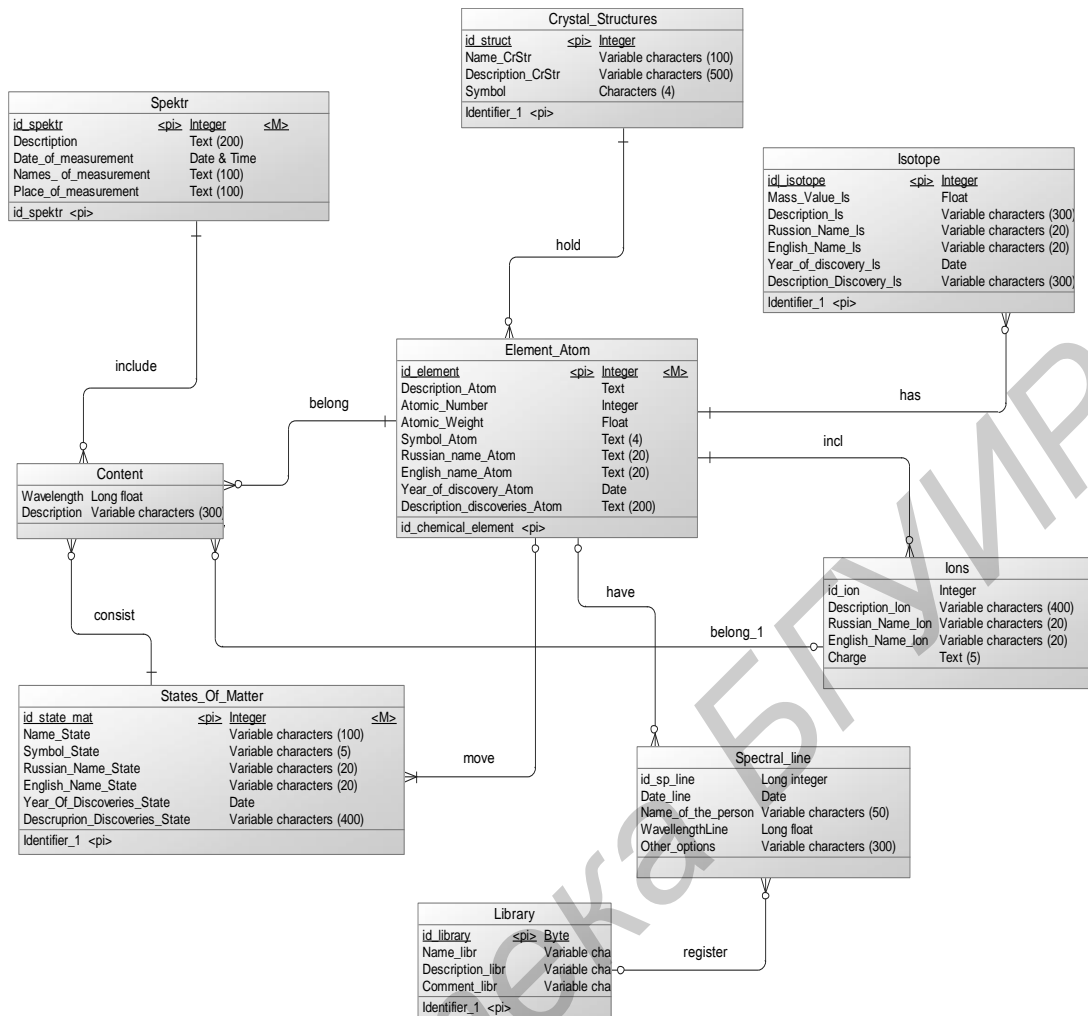 Crystal_Structures
id_struct <pi> Integer
Name_CrStr Variable characters (100)
Description_CrStr Variable characters (500)
Symbol Characters (4)
Identifier_1 <pi>
Spektr
id_spektr <pi> Integer <M>
Descrtiption Text (200)
Date_of_measurement Date & Time
Names_ of_measurement Text (100)
Place_of_measurement Text (100)
id_spektr <pi>
Isotope
id|_isotope <pi> Integer
Mass_Value_Is Float
Description_Is Variable characters (300)
Russion_Name_Is Variable characters (20)
English_Name_Is Variable characters (20)
Year_of_discovery_Is Date
Description_Discovery_Is Variable characters (300)
Identifier_1 <pi>
hold
include
Element_Atom
id_element <pi> Integer <M>
Description_Atom Text
Atomic_Number Integer
Atomic_Weight Float
Symbol_Atom Text (4)
Russian_name_Atom Text (20)
English_name_Atom Text (20)
Year_of_discovery_Atom Date
Description_discoveries_Atom Text (200)
id_chemical_element <pi>
belong
has
incl
Content
Wavelength Long float
Description Variable characters (300
Ions
id_ion Integer
Description_Ion Variable characters (400)
Russian_Name_Ion Variable characters (20)
English_Name_Ion Variable characters (20)
Charge Text (5)
consist
have
belong_1
States_Of_Matter
id_state_mat <pi> Integer <M>
Name_State Variable characters (100)
Symbol_State Variable characters (5)
Russian_Name_State Variable characters (20)
English_Name_State Variable characters (20)
Year_Of_Discoveries_State Date
Descruprion_Discoveries_State Variable characters (400)
Identifier_1 <pi>
move
Spectral_line
id_sp_line Long integer
Date_line Date
Name_of_the_person Variable characters (50)
WavellengthLine Long float
Other_options Variable characters (300)
Library
id_library <pi> Byte
Name_libr Variable cha
Description_libr Variable cha
Comment_libr Variable cha
Identifier_1 <pi>
register
ека БГУИР